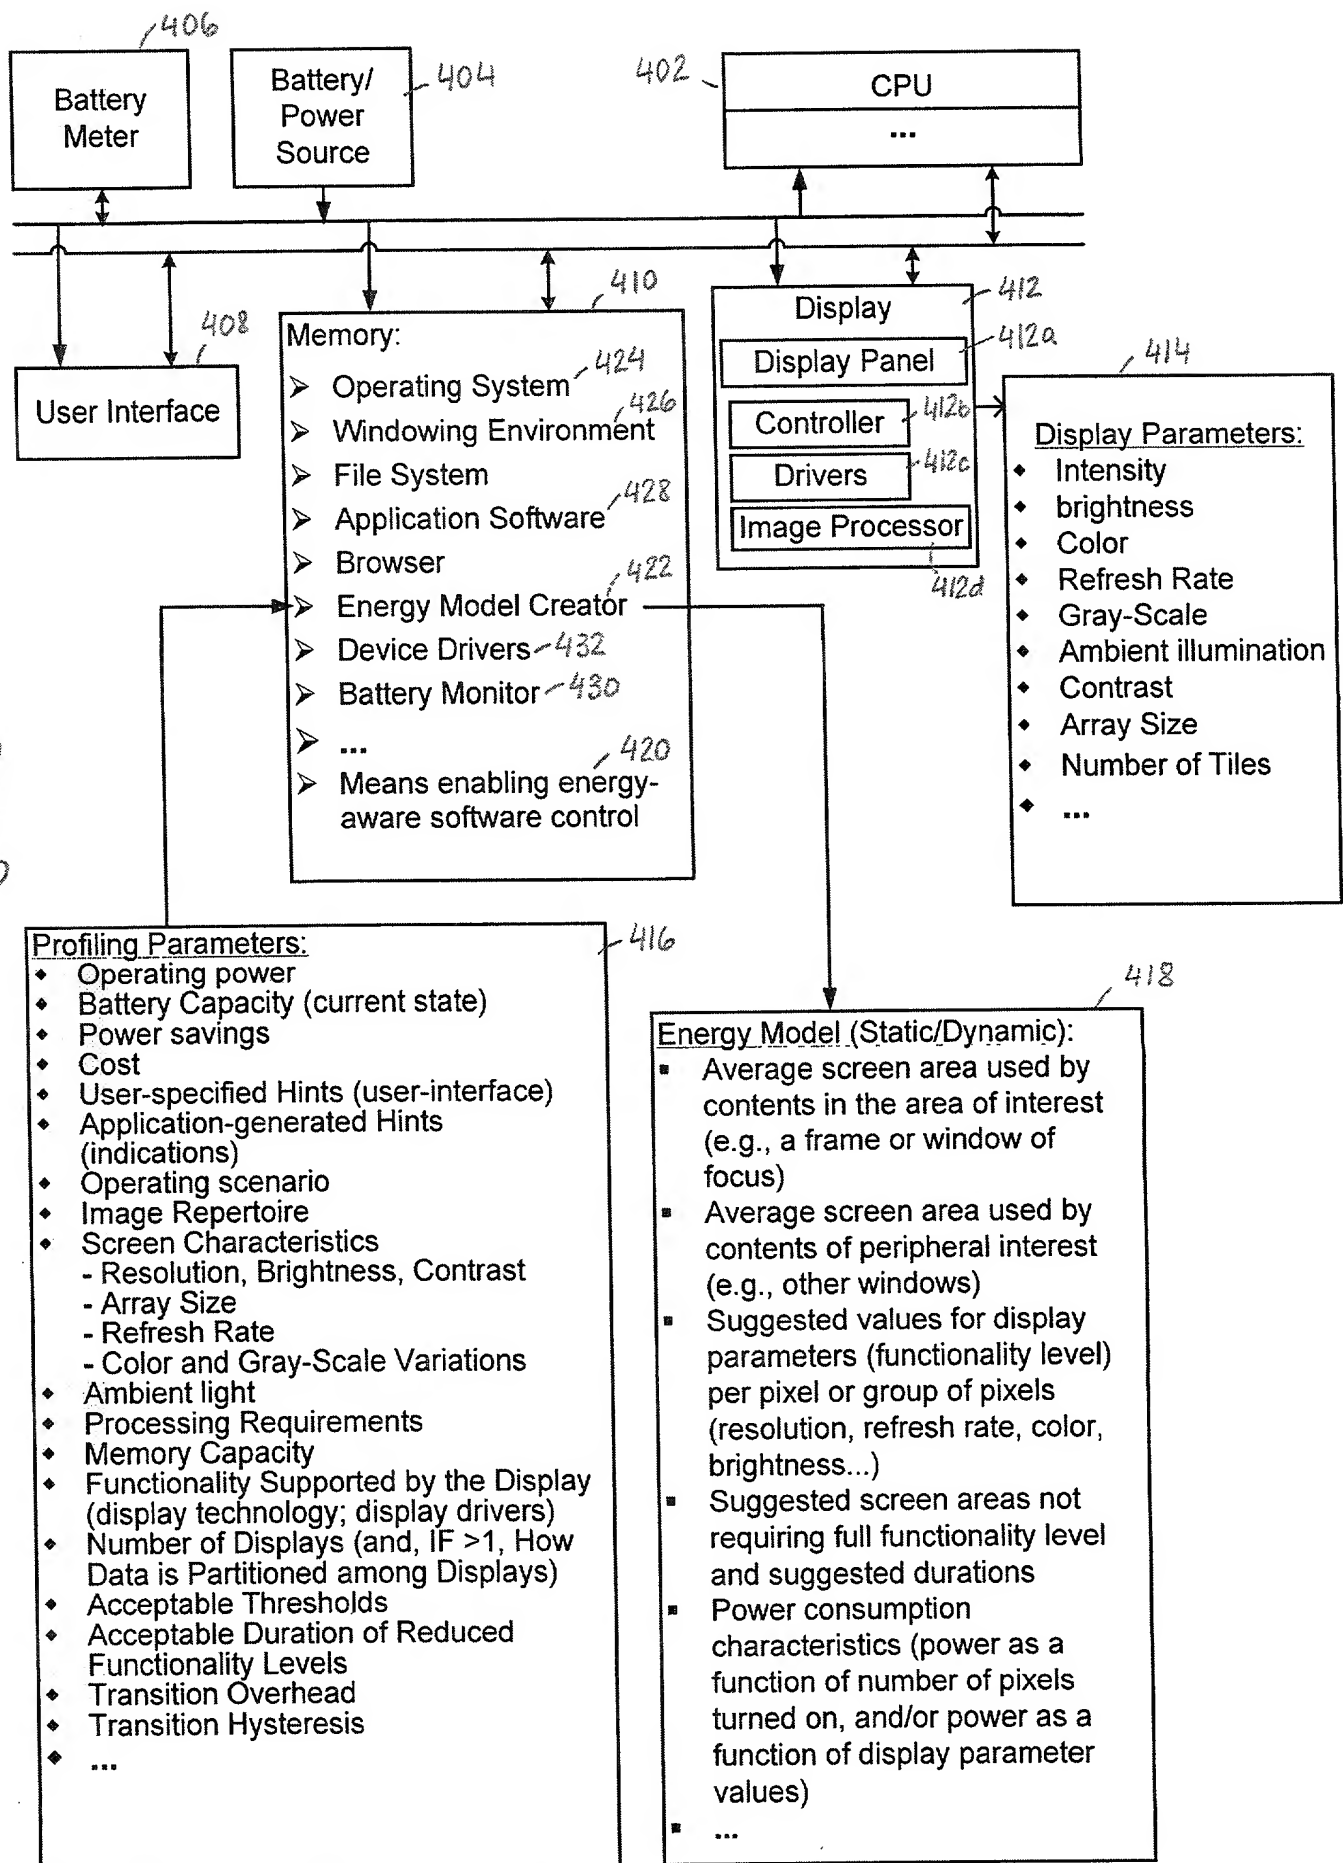 406
Battery
Meter
Battery/
Power
Source
404
402
CPU
...
408
User Interface
410
Memory:
➢ Operating System 424
➢ Windowing Environment 426
➢ File System
➢ Application Software 428
➢ Browser
➢ Energy Model Creator 422
➢ Device Drivers 432
➢ Battery Monitor 430
➢ ...
420
➢ Means enabling energy-
aware software control
412
Display
Display Panel 412a
Controller 412b
Drivers 412c
Image Processor
412d
414
Display Parameters:
◆ Intensity
◆ brightness
◆ Color
◆ Refresh Rate
◆ Gray-Scale
◆ Ambient illumination
◆ Contrast
◆ Array Size
◆ Number of Tiles
◆ ...
416
Profiling Parameters:
◆ Operating power
◆ Battery Capacity (current state)
◆ Power savings
◆ Cost
◆ User-specified Hints (user-interface)
◆ Application-generated Hints
(indications)
◆ Operating scenario
◆ Image Repertoire
◆ Screen Characteristics
- Resolution, Brightness, Contrast
- Array Size
- Refresh Rate
- Color and Gray-Scale Variations
◆ Ambient light
◆ Processing Requirements
◆ Memory Capacity
◆ Functionality Supported by the Display
(display technology; display drivers)
◆ Number of Displays (and, IF >1, How
Data is Partitioned among Displays)
◆ Acceptable Thresholds
◆ Acceptable Duration of Reduced
Functionality Levels
◆ Transition Overhead
◆ Transition Hysteresis
◆ ...
418
Energy Model (Static/Dynamic):
▪ Average screen area used by
contents in the area of interest
(e.g., a frame or window of
focus)
▪ Average screen area used by
contents of peripheral interest
(e.g., other windows)
▪ Suggested values for display
parameters (functionality level)
per pixel or group of pixels
(resolution, refresh rate, color,
brightness...)
▪ Suggested screen areas not
requiring full functionality level
and suggested durations
▪ Power consumption
characteristics (power as a
function of number of pixels
turned on, and/or power as a
function of display parameter
values)
▪ ...